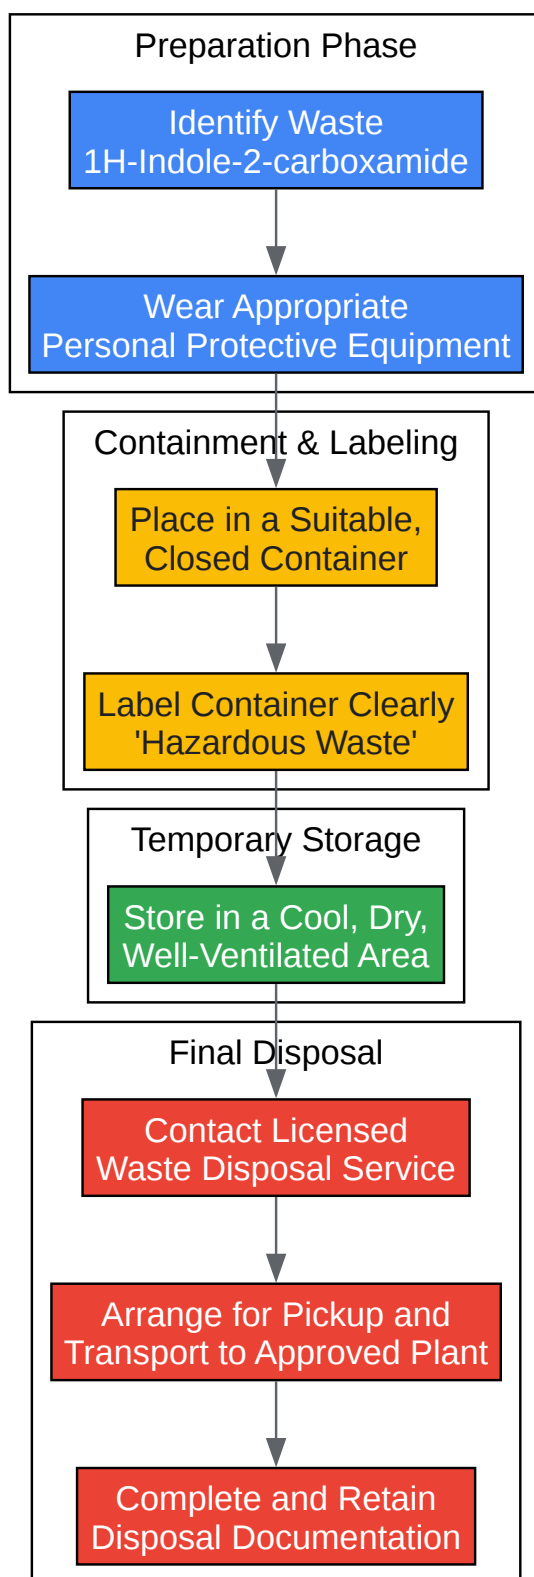 Preparation Phase
Identify Waste
1H-Indole-2-carboxamide
Wear Appropriate
Personal Protective Equipment
Containment & Labeling
Place in a Suitable,
Closed Container
Label Container Clearly
'Hazardous Waste'
Temporary Storage
Store in a Cool, Dry,
Well-Ventilated Area
Final Disposal
Contact Licensed
Waste Disposal Service
Arrange for Pickup and
Transport to Approved Plant
Complete and Retain
Disposal Documentation